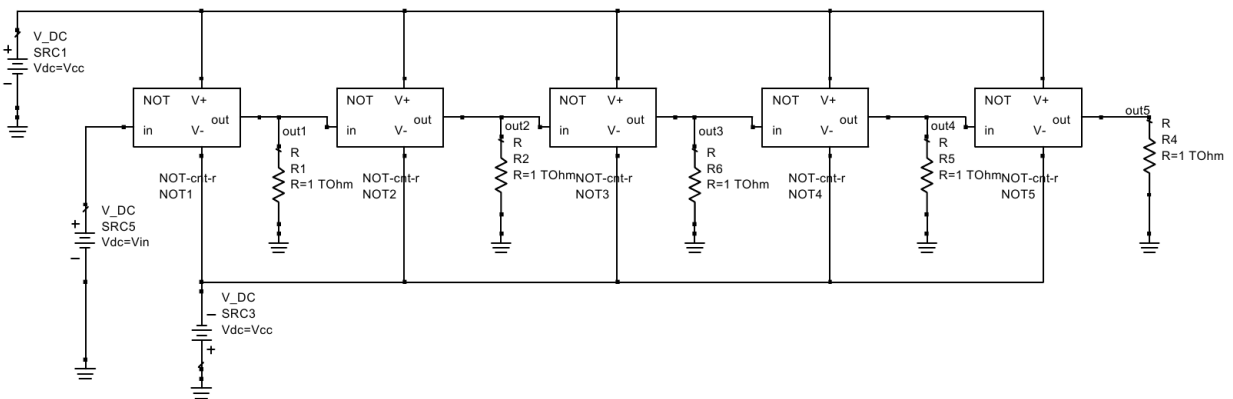 V_DC
SRC1
Vdc=Vcc
+
−
NOT V+
in out
V-
NOT-cnt-r
NOT1
out1
R
R1
R=1 TOhm
NOT V+
in out
V-
NOT-cnt-r
NOT2
out2
R
R2
R=1 TOhm
NOT V+
in out
V-
NOT-cnt-r
NOT3
out3
R
R6
R=1 TOhm
NOT V+
in out
V-
NOT-cnt-r
NOT4
out4
R
R5
R=1 TOhm
NOT V+
in out
V-
NOT-cnt-r
NOT5
out5
R
R4
R=1 TOhm
V_DC
SRC5
Vdc=Vin
+
−
V_DC
SRC3
Vdc=Vcc
−
+